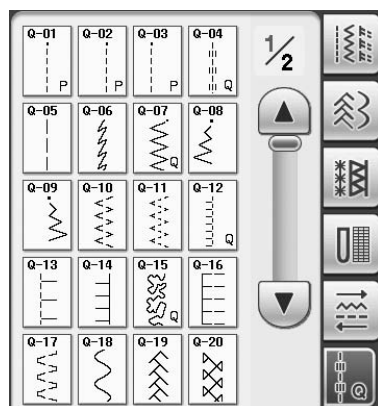 Q-01 Q-02 Q-03 Q-04
P P P Q
1/2
Q-05 Q-06 Q-07 Q-08
Q
Q-09 Q-10 Q-11 Q-12
Q
Q-13 Q-14 Q-15 Q-16
Q
Q-17 Q-18 Q-19 Q-20
Q